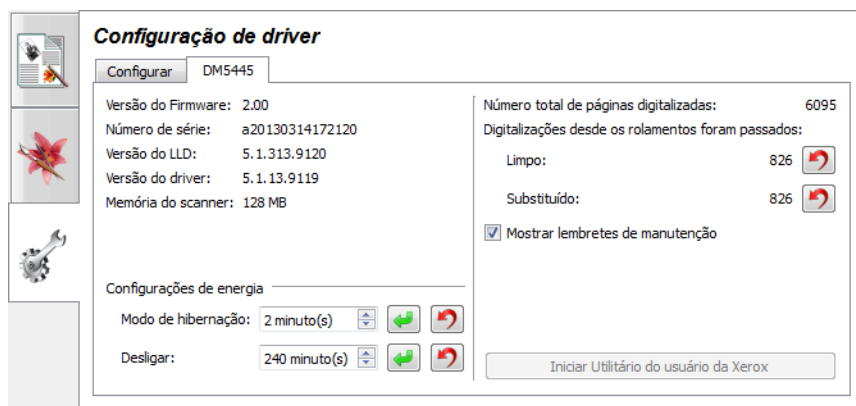 Configuração de driver
Configurar DM5445
Versão do Firmware: 2.00
Número de série: a20130314172120
Versão do LLD: 5.1.313.9120
Versão do driver: 5.1.13.9119
Memória do scanner: 128 MB
Configurações de energia
Modo de hibernação: 2 minuto(s)
Desligar: 240 minuto(s)
Número total de páginas digitalizadas: 6095
Digitalizações desde os rolamentos foram passados:
Limpo: 826
Substituído: 826
Mostrar lembretes de manutenção
Iniciar Utilitário do usuário da Xerox